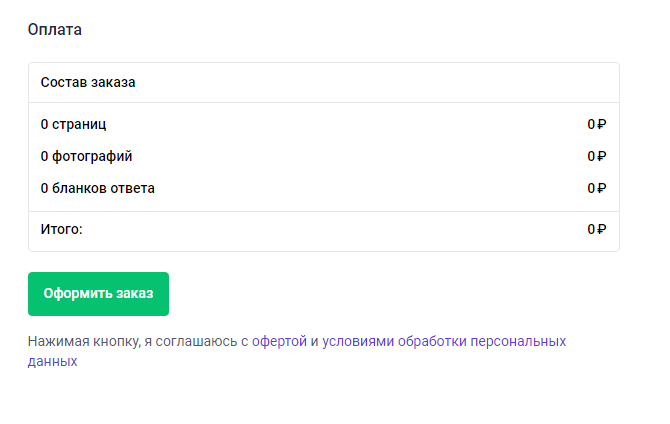 Оплата
Состав заказа
0 страниц 0 ₽
0 фотографий 0 ₽
0 бланков ответа 0 ₽
Итого: 0 ₽
Оформить заказ
Нажимая кнопку, я соглашаюсь с офертой и условиями обработки персональных
данных